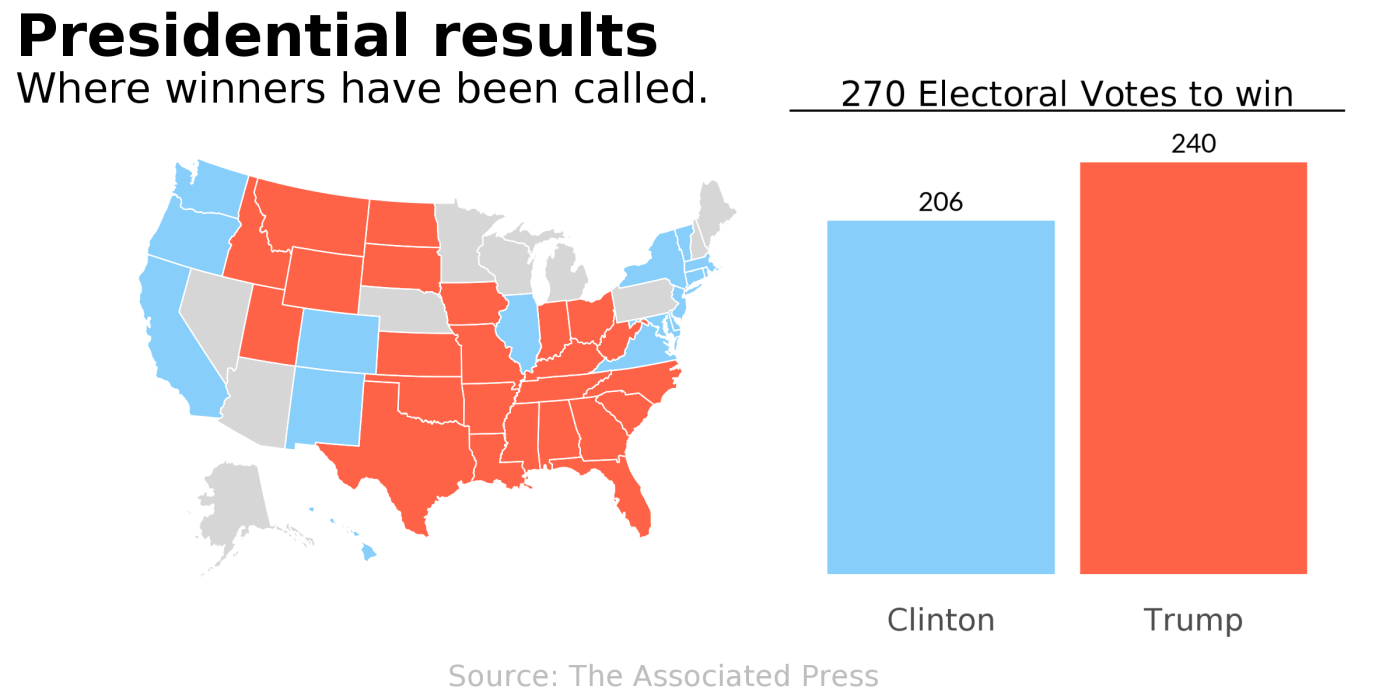 Presidential results
Where winners have been called.
270 Electoral Votes to win
206
240
Clinton
Trump
Source: The Associated Press